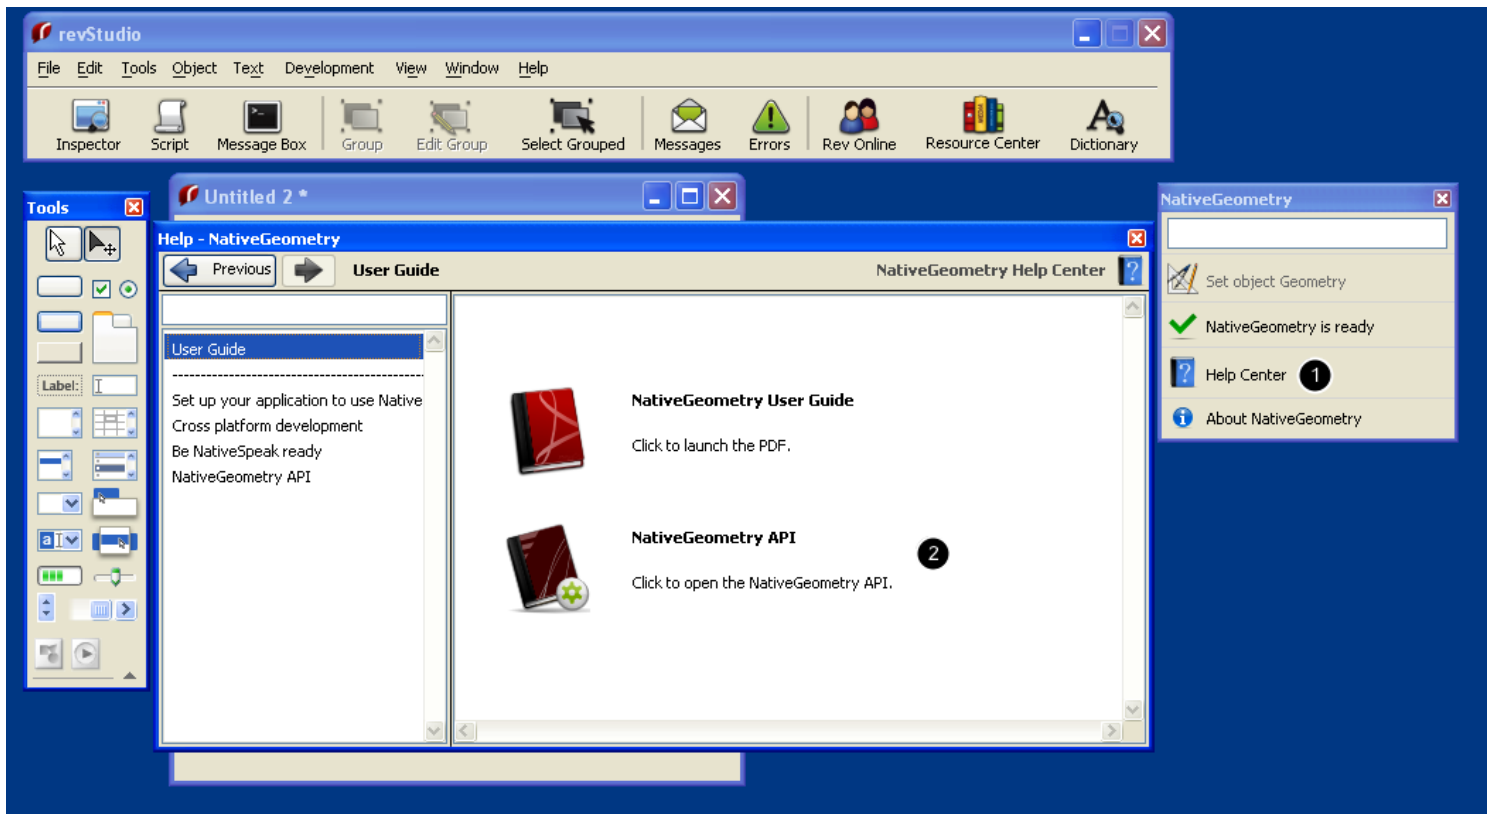 revStudio
File Edit Tools Object Text Development View Window Help
Inspector Script Message Box Group Edit Group Select Grouped Messages Errors Rev Online Resource Center Dictionary
Tools
Label:
a
Untitled 2 *
Help - NativeGeometry
Previous User Guide NativeGeometry Help Center ?
User Guide
Set up your application to use Native
Cross platform development
Be NativeSpeak ready
NativeGeometry API
NativeGeometry User Guide
Click to launch the PDF.
NativeGeometry API
2
Click to open the NativeGeometry API.
NativeGeometry
Set object Geometry
NativeGeometry is ready
? Help Center 1
i About NativeGeometry